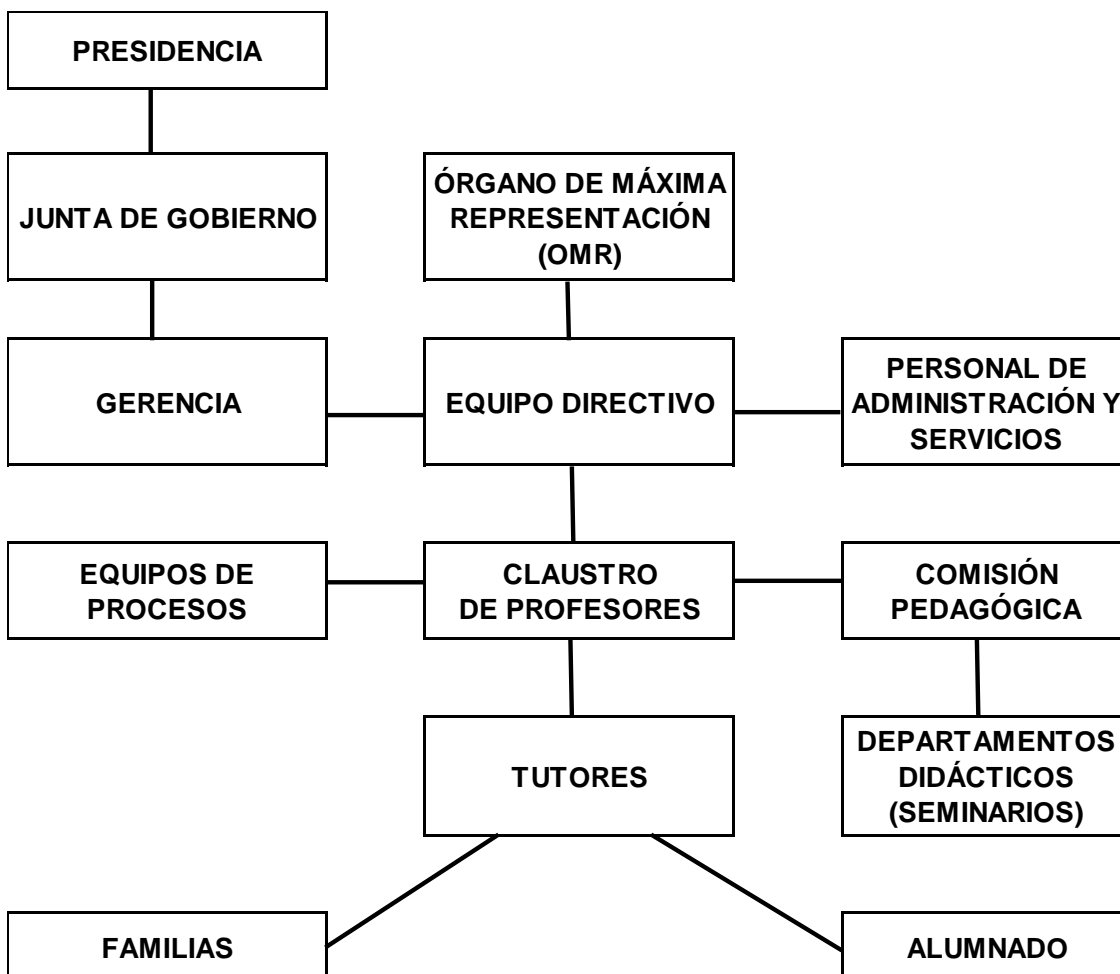 PRESIDENCIA
JUNTA DE GOBIERNO
ÓRGANO DE MÁXIMA
REPRESENTACIÓN
(OMR)
GERENCIA
EQUIPO DIRECTIVO
PERSONAL DE
ADMINISTRACIÓN Y
SERVICIOS
EQUIPOS DE
PROCESOS
CLAUSTRO
DE PROFESORES
COMISIÓN
PEDAGÓGICA
TUTORES
DEPARTAMENTOS
DIDÁCTICOS
(SEMINARIOS)
FAMILIAS
ALUMNADO